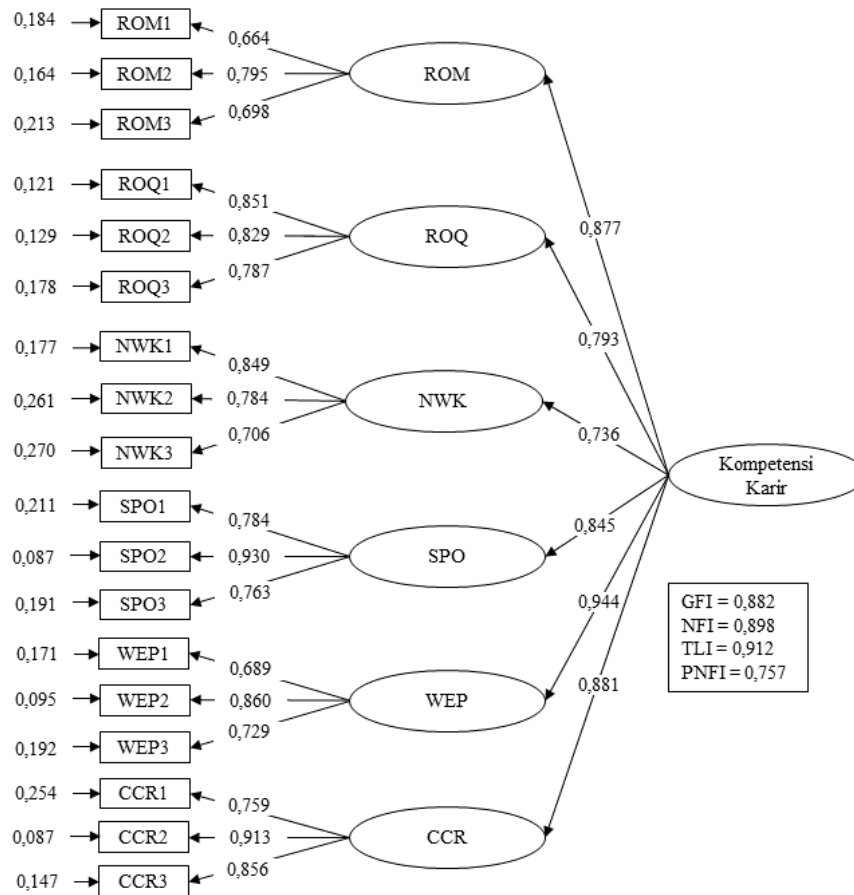 0,184 ROM1
0,664
0,164 ROM2 0,795 ROM
0,698
0,213 ROM3
0,121 ROQ1
0,851
0,129 ROQ2 0,829 ROQ
0,877
0,787
0,178 ROQ3
0,793
0,177 NWK1
0,849
0,261 NWK2 0,784 NWK
0,706
0,736
0,270 NWK3
Kompetensi
Karir
0,211 SPO1
0,784
0,845
0,087 SPO2 0,930 SPO
0,763
0,191 SPO3
0,944
GFI = 0,882
NFI = 0,898
TLI = 0,912
PNFI = 0,757
0,171 WEP1
0,689
0,881
0,095 WEP2 0,860 WEP
0,729
0,192 WEP3
0,254 CCR1
0,759
0,087 CCR2 0,913 CCR
0,856
0,147 CCR3